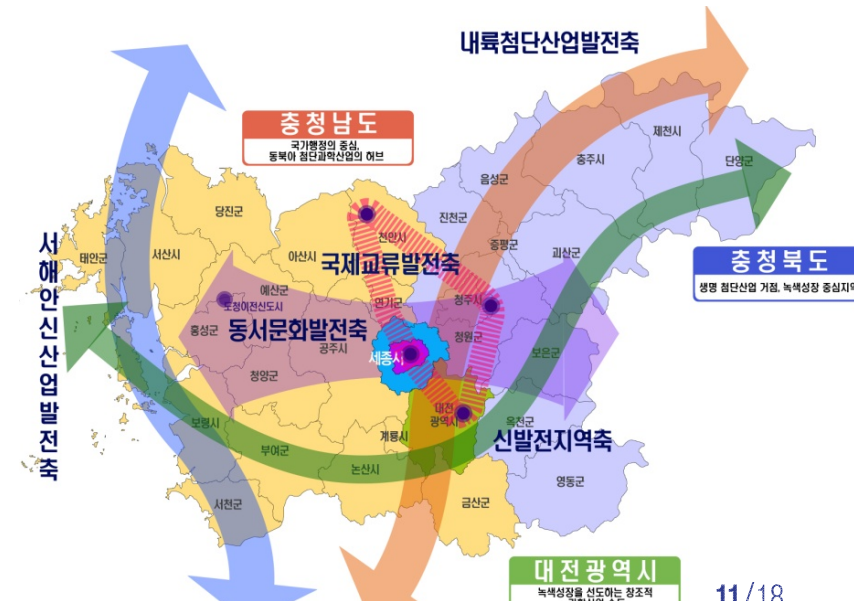 내륙첨단산업발전축
충청남도
국가행정의 중심,
동북아 첨단과학산업의 허브
제천시
충주시
단양군
음성군
당진군
진천군
천안시
증평군
괴산군
서해안신산업발전축
태안군
서산시
아산시
국제교류발전축
충청북도
생명 첨단산업 거점, 녹색성장 중심지역
예산군
연기군
청주시
도청이전신도시
홍성군
동서문화발전축
공주시
청원군
보은군
세종시
청양군
대전
광역시
보령시
옥천군
계룡시
신발전지역축
부여군
논산시
영동군
서천군
금산군
대전광역시
녹색성장을 선도하는 창조적
11/18